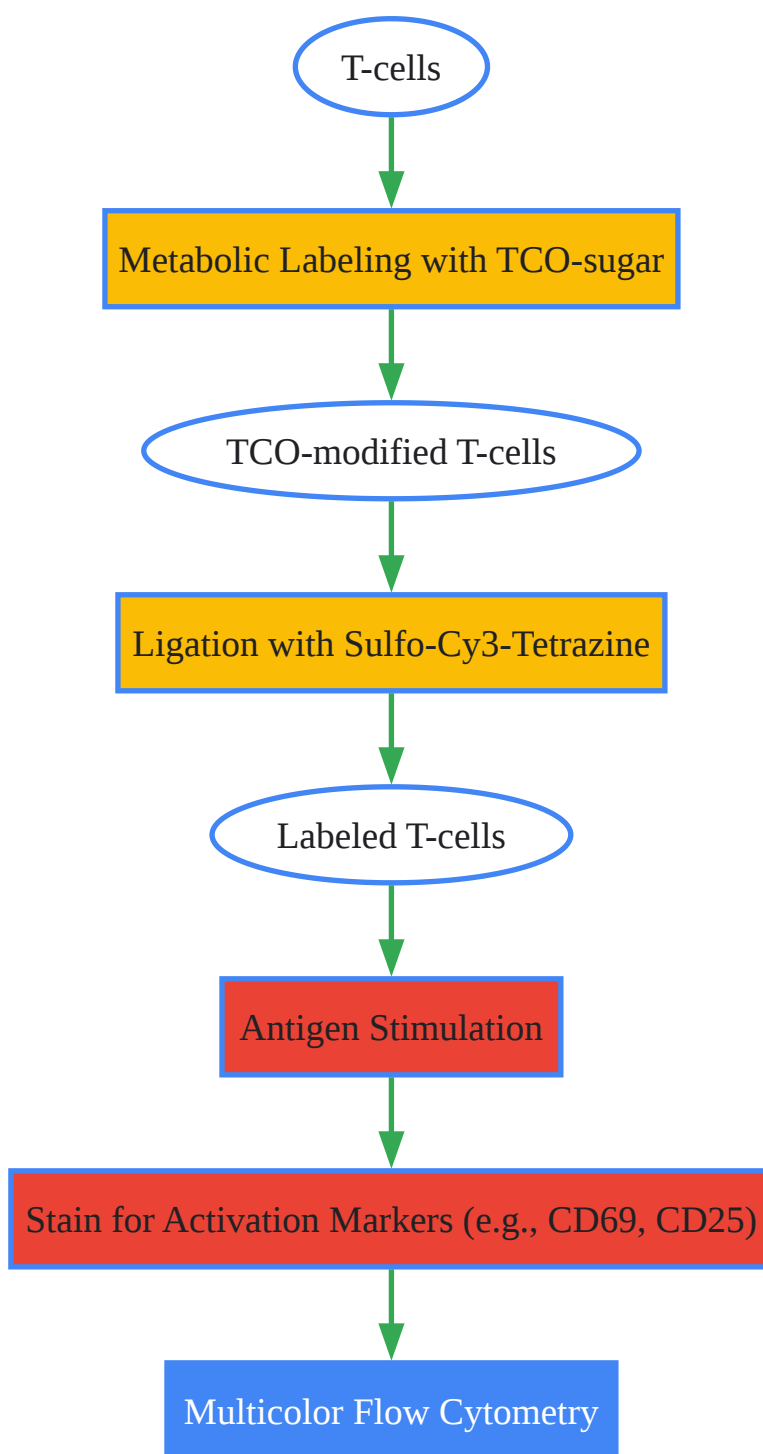 T-cells
Metabolic Labeling with TCO-sugar
TCO-modified T-cells
Ligation with Sulfo-Cy3-Tetrazine
Labeled T-cells
Antigen Stimulation
Stain for Activation Markers (e.g., CD69, CD25)
Multicolor Flow Cytometry